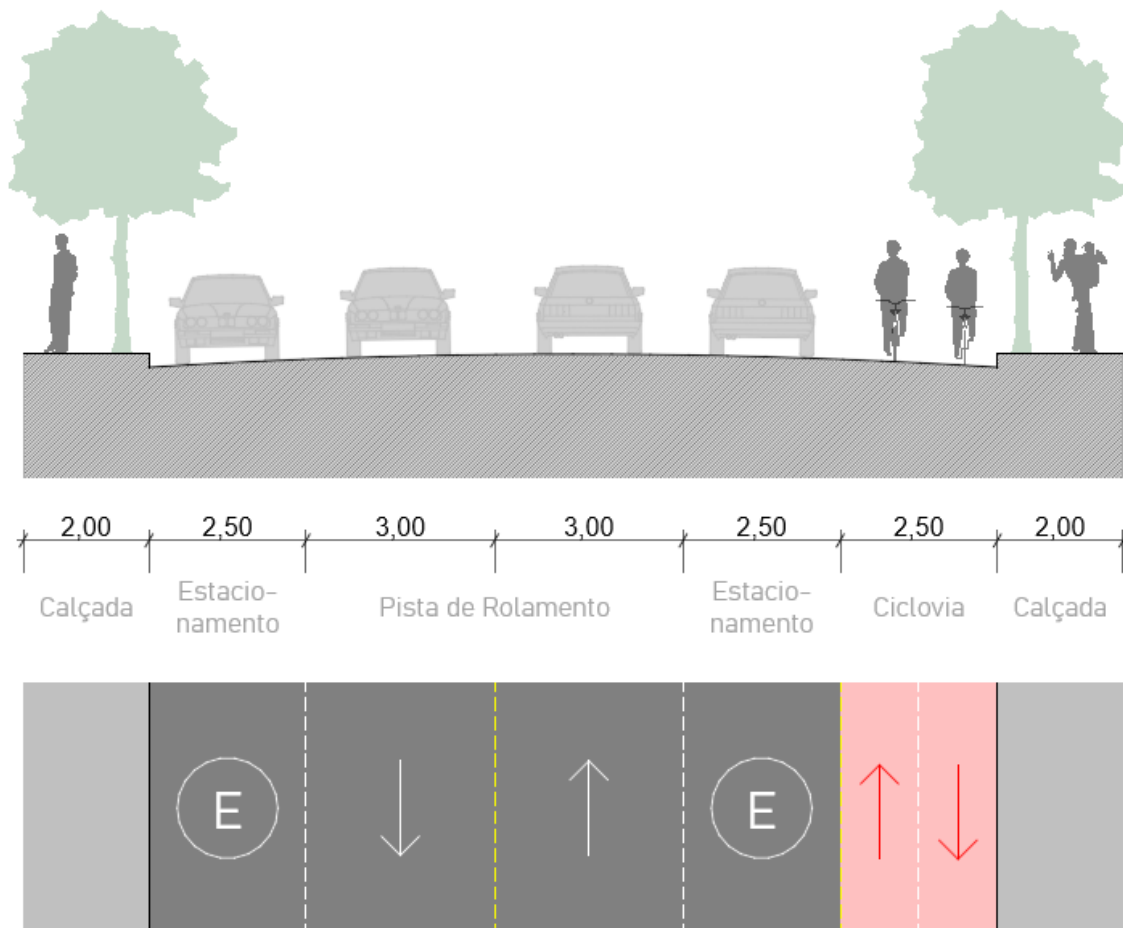 2,00 2,50 3,00 3,00 2,50 2,50 2,00
Calçada
Estacio-
namento
Pista de Rolamento
Estacio-
namento
Ciclovia
Calçada
E E